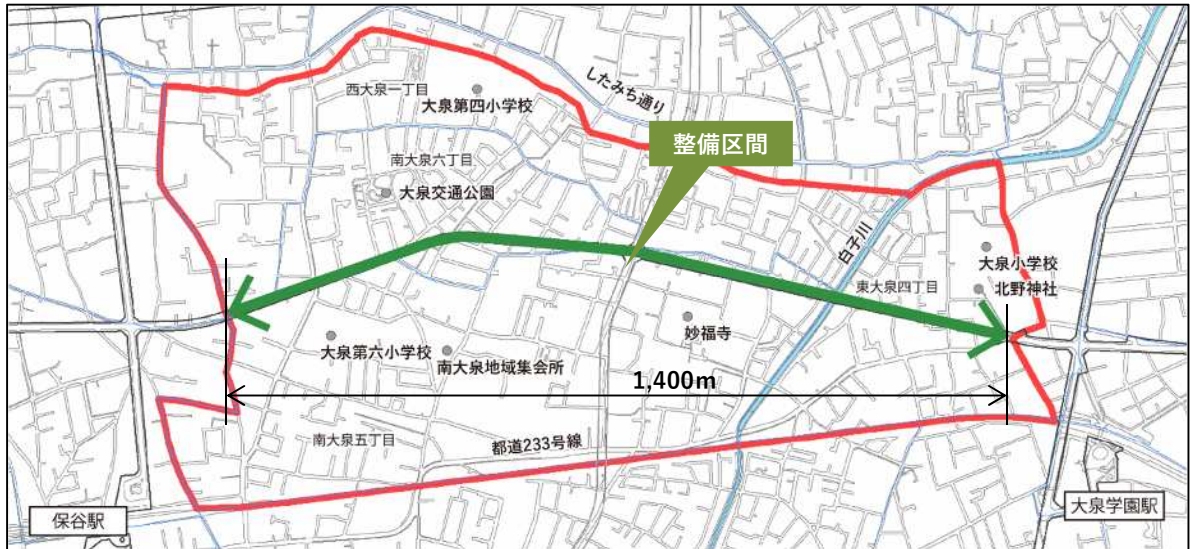 したみち通り
西大泉一丁目
大泉第四小学校
整備区間
南大泉六丁目
大泉交通公園
白子川
大泉小学校
東大泉四丁目
北野神社
妙福寺
大泉第六小学校
南大泉地域集会所
1,400m
南大泉五丁目
都道233号線
保谷駅
大泉学園駅